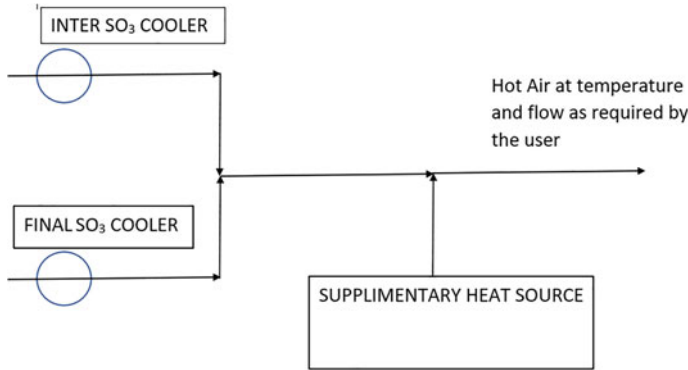 INTER SO₃ COOLER
Hot Air at temperature
and flow as required by
the user
FINAL SO₃ COOLER
SUPPLIMENTARY HEAT SOURCE